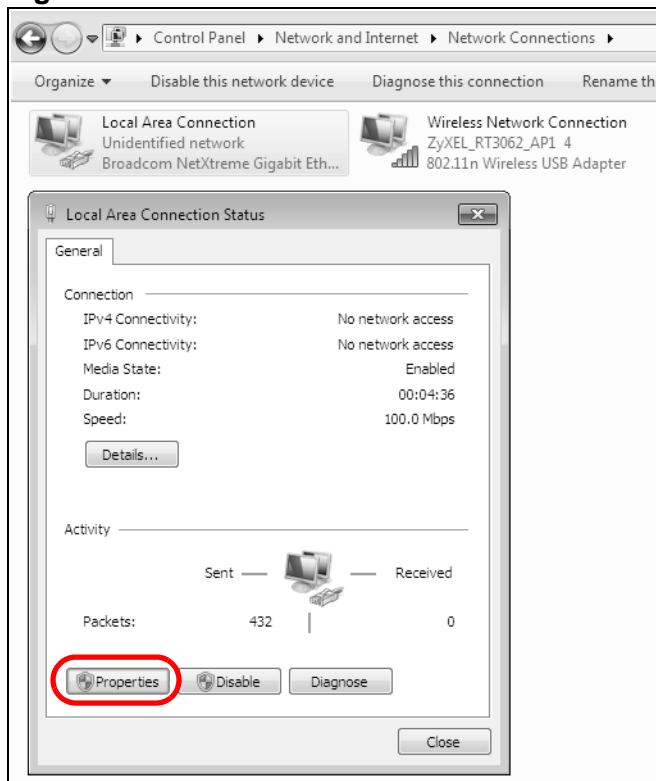 Control Panel ▸ Network and Internet ▸ Network Connections ▸
Organize ▾ Disable this network device Diagnose this connection Rename th
Local Area Connection
Unidentified network
Broadcom NetXtreme Gigabit Eth...
Wireless Network Connection
ZyXEL_RT3062_AP1 4
802.11n Wireless USB Adapter
Local Area Connection Status
General
Connection
IPv4 Connectivity: No network access
IPv6 Connectivity: No network access
Media State: Enabled
Duration: 00:04:36
Speed: 100.0 Mbps
Details...
Activity
Sent Received
Packets: 432 0
Properties Disable Diagnose
Close